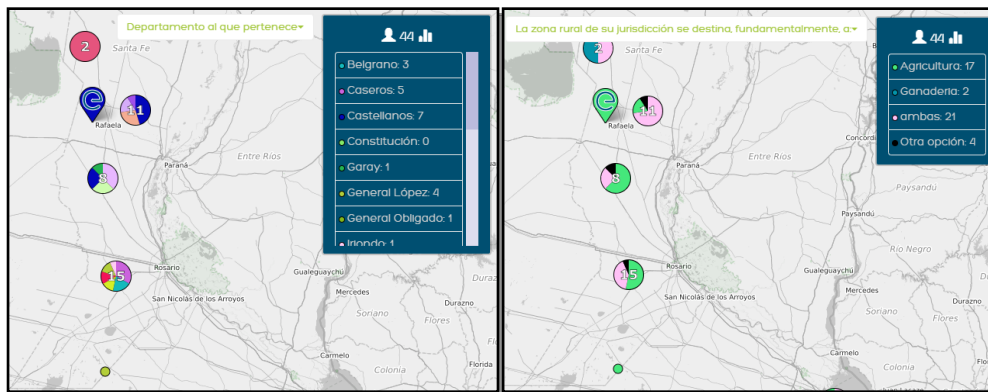 Departamento al que pertenece
44
Belgrano: 3
Caseros: 5
Castellanos: 7
Constitución: 0
Garay: 1
General López: 4
General Obligado: 1
Iriondo: 1
2
Santa Fe
e
11
Rafaela
Paraná
Entre Ríos
8
15
Rosario
San Nicolás de los Arroyos
Gualeguaychú
Mercedes
Soriano
Durazno
Flores
Carmelo
Colonia
Florida
La zona rural de su jurisdicción se destina, fundamentalmente, a:
44
Agricultura: 17
Ganadería: 2
ambas: 21
Otra opción: 4
2
Santa Fe
e
11
Rafaela
Paraná
Entre Ríos
Concordia
8
Paysandú
Paysandú
Río Negro
15
Rosario
San Nicolás de los Arroyos
Gualeguaychú
Mercedes
Soriano
Durazno
Flores
Carmelo
Colonia
Florida